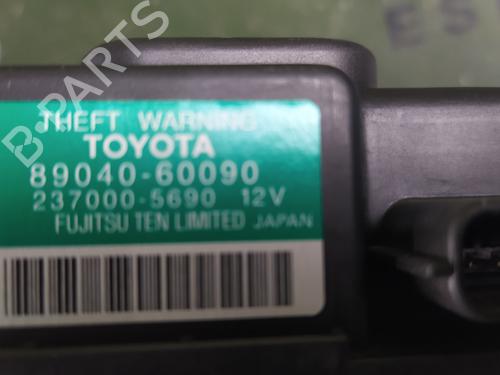 B-PARTS
THEFT WARNING
TOYOTA
89040-60090
237000-5690 12V
FUJITSU TEN LIMITED JAPAN